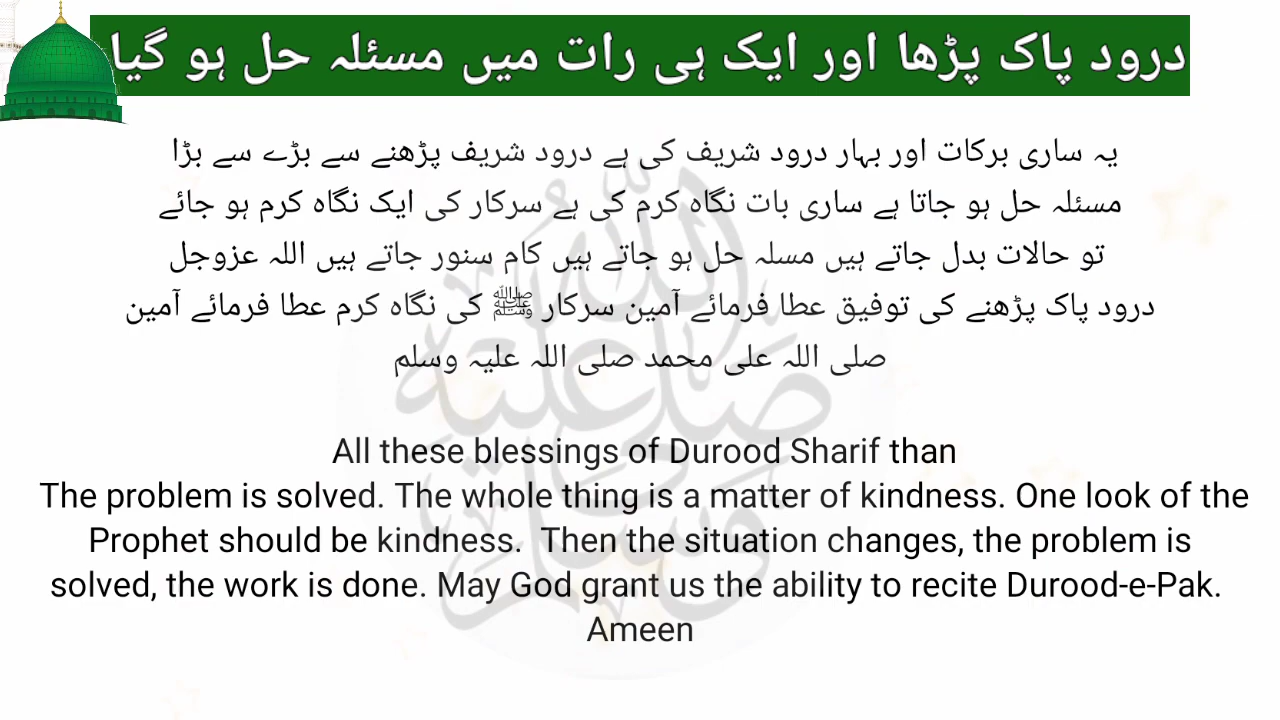 درود پاک پڑھا اور ایک ہی رات میں مسئلہ حل ہو گیا
یہ ساری برکات اور بہار درود شریف کی ہے درود شریف پڑھنے سے بڑے سے بڑا
مسئلہ حل ہو جاتا ہے ساری بات نگاہ کرم کی ہے سرکار کی ایک نگاہ کرم ہو جائے
تو حالات بدل جاتے ہیں مسلہ حل ہو جاتے ہیں کام سنور جاتے ہیں اللہ عزوجل
درود پاک پڑھنے کی توفیق عطا فرمائے آمین سرکار ﷺ کی نگاہ کرم عطا فرمائے آمین
صلی اللہ علی محمد صلی اللہ علیہ وسلم
All these blessings of Durood Sharif than
The problem is solved. The whole thing is a matter of kindness. One look of the
Prophet should be kindness.  Then the situation changes, the problem is
solved, the work is done. May God grant us the ability to recite Durood-e-Pak.
Ameen